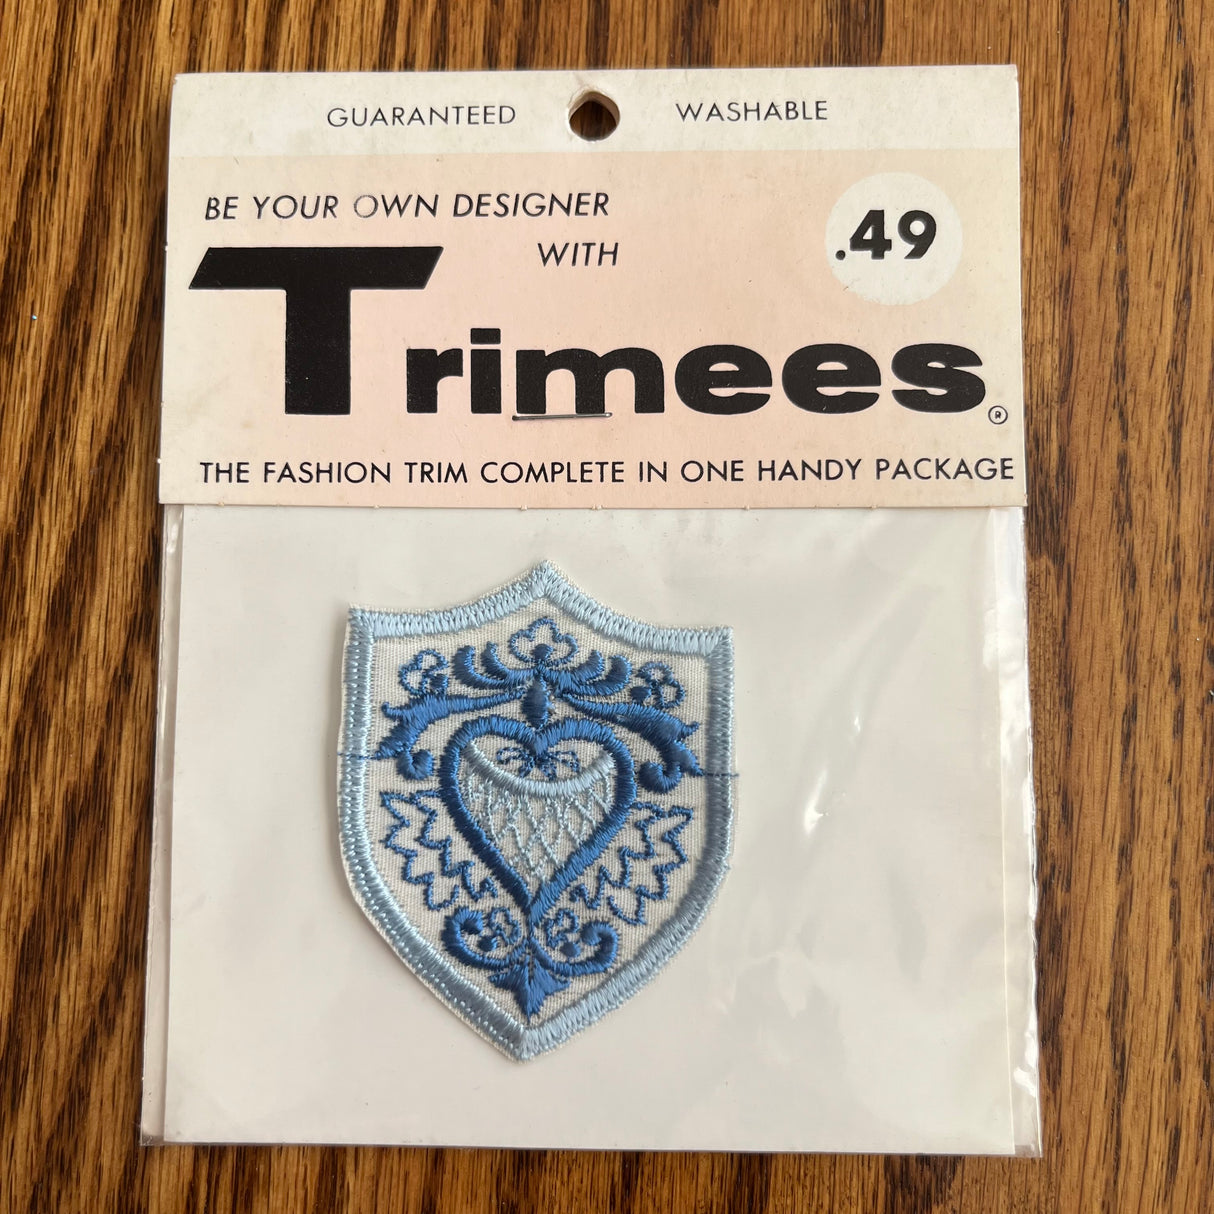 GUARANTEED WASHABLE
BE YOUR OWN DESIGNER
WITH
.49
Trimees®
THE FASHION TRIM COMPLETE IN ONE HANDY PACKAGE